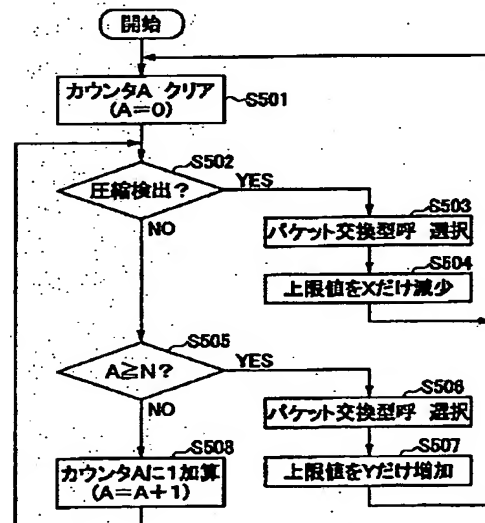 開始
カウンタA クリア
(A=0)
S501
S502
圧縮検出?
YES
NO
S503
パケット交換型呼 選択
S504
上限値をXだけ減少
S505
A≧N?
YES
NO
S506
パケット交換型呼 選択
S507
上限値をYだけ増加
S508
カウンタAに1加算
(A=A+1)